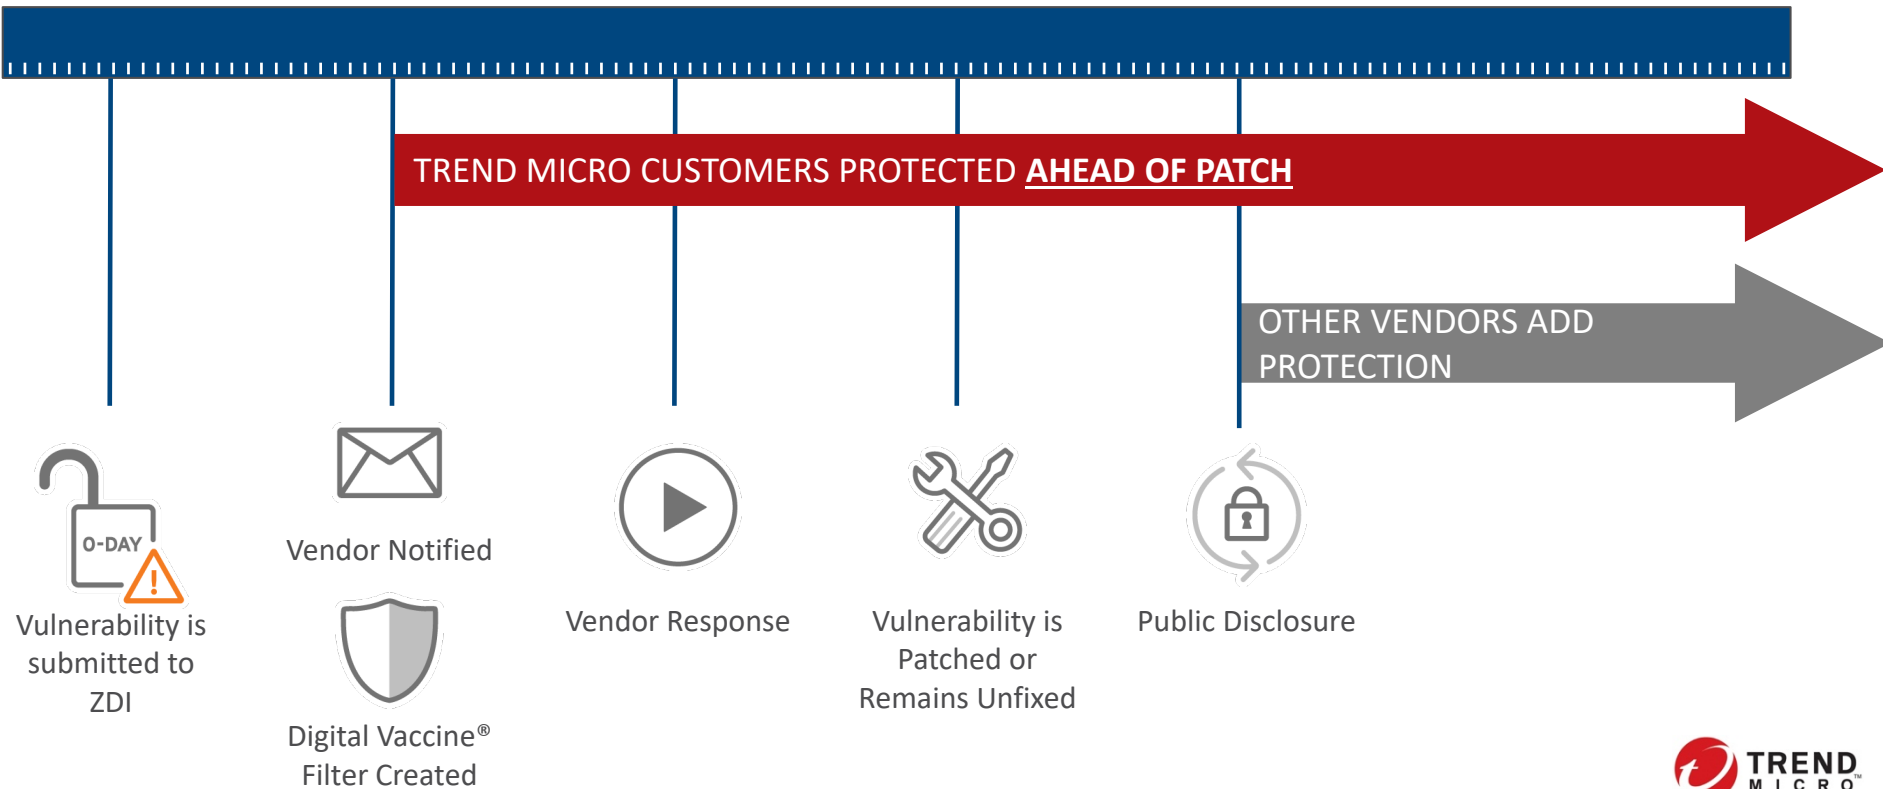 TREND MICRO CUSTOMERS PROTECTED AHEAD OF PATCH
OTHER VENDORS ADD
PROTECTION
0-DAY
!
Vulnerability is
submitted to
ZDI
Vendor Notified
Digital Vaccine®
Filter Created
Vendor Response
Vulnerability is
Patched or
Remains Unfixed
Public Disclosure
TREND
MICRO™